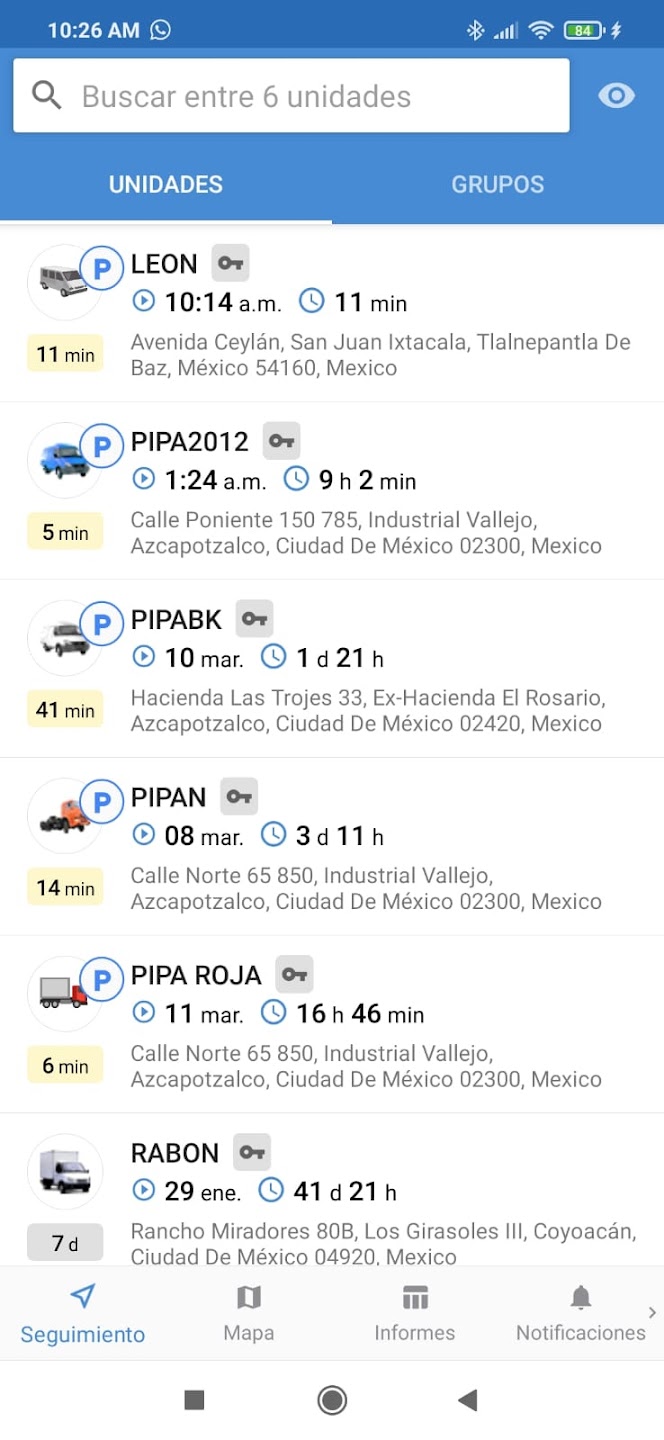 10:26 AM
84
Buscar entre 6 unidades
UNIDADES
GRUPOS
P
LEON
10:14 a.m. 11 min
11 min
Avenida Ceylán, San Juan Ixtacala, Tlalnepantla De
Baz, México 54160, Mexico
P
PIPA2012
1:24 a.m. 9 h 2 min
5 min
Calle Poniente 150 785, Industrial Vallejo,
Azcapotzalco, Ciudad De México 02300, Mexico
P
PIPABK
10 mar. 1 d 21 h
41 min
Hacienda Las Trojes 33, Ex-Hacienda El Rosario,
Azcapotzalco, Ciudad De México 02420, Mexico
P
PIPAN
08 mar. 3 d 11 h
14 min
Calle Norte 65 850, Industrial Vallejo,
Azcapotzalco, Ciudad De México 02300, Mexico
P
PIPA ROJA
11 mar. 16 h 46 min
6 min
Calle Norte 65 850, Industrial Vallejo,
Azcapotzalco, Ciudad De México 02300, Mexico
RABON
29 ene. 41 d 21 h
7 d
Rancho Miradores 80B, Los Girasoles III, Coyoacán,
Ciudad De México 04920, Mexico
Seguimiento
Mapa
Informes
Notificaciones